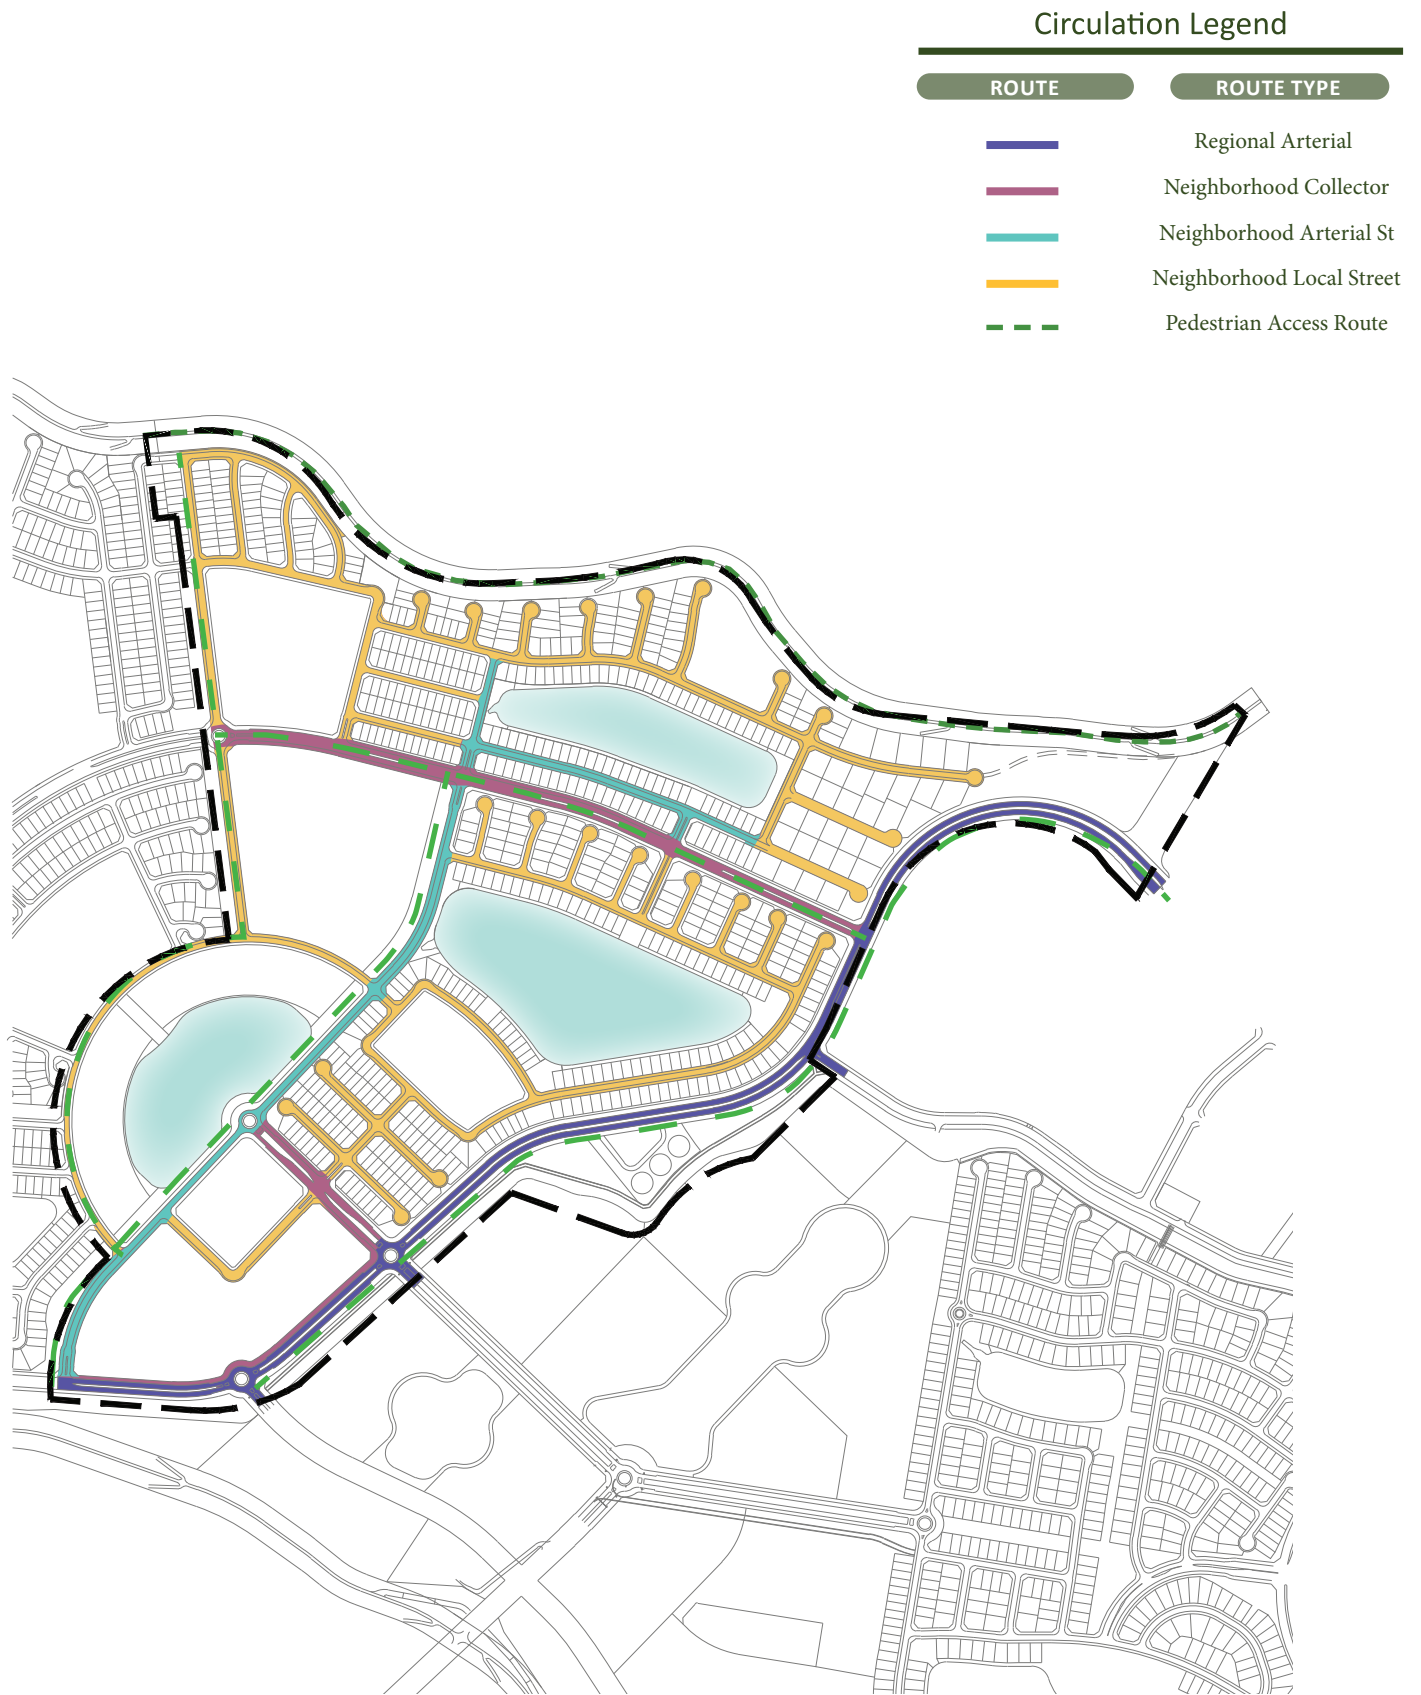 Circulation Legend
ROUTE ROUTE TYPE
Regional Arterial
Neighborhood Collector
Neighborhood Arterial St
Neighborhood Local Street
Pedestrian Access Route